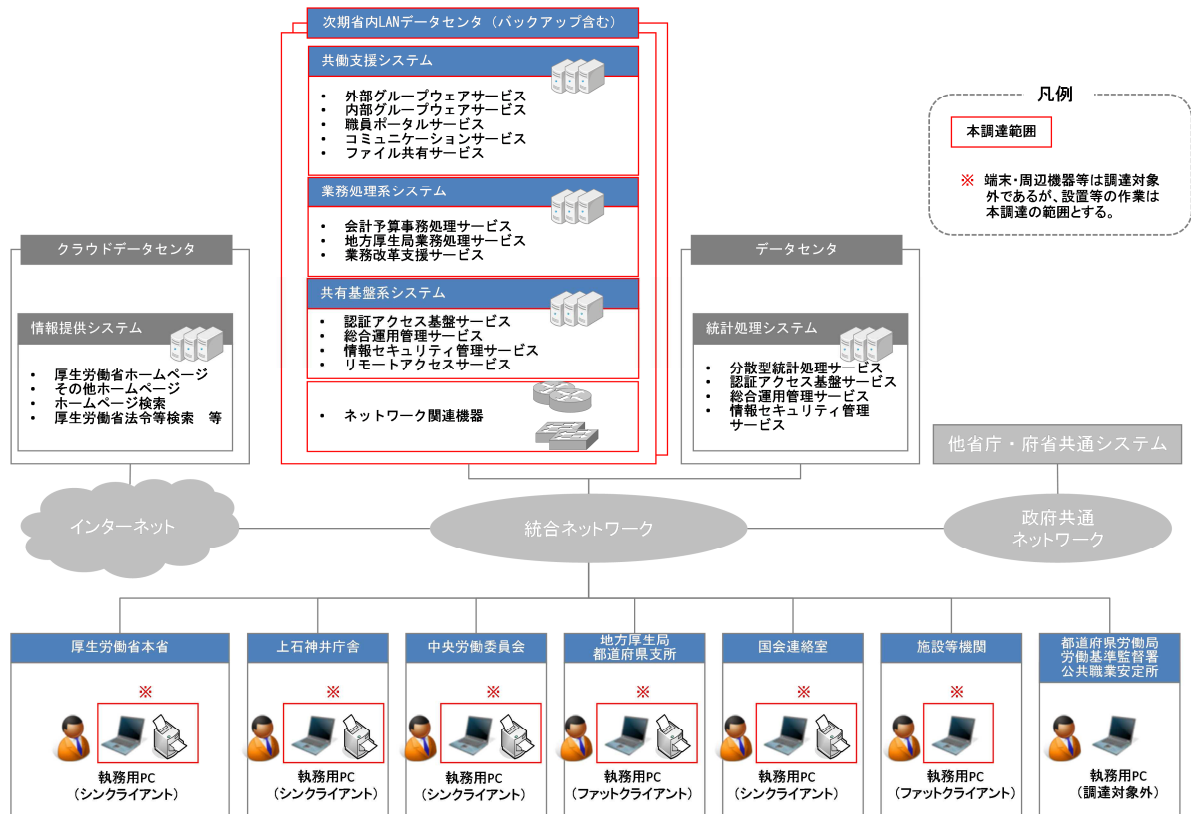 次期省内LANデータセンタ（バックアップ含む）
共働支援システム
・ 外部グループウェアサービス
・ 内部グループウェアサービス
・ 職員ポータルサービス
・ コミュニケーションサービス
・ ファイル共有サービス
業務処理系システム
・ 会計予算事務処理サービス
・ 地方厚生局業務処理サービス
・ 業務改革支援サービス
共有基盤系システム
・ 認証アクセス基盤サービス
・ 総合運用管理サービス
・ 情報セキュリティ管理サービス
・ リモートアクセスサービス
・ ネットワーク関連機器
凡例
本調達範囲
※ 端末・周辺機器等は調達対象
外であるが、設置等の作業は
本調達の範囲とする。
クラウドデータセンタ
情報提供システム
・ 厚生労働省ホームページ
・ その他ホームページ
・ ホームページ検索
・ 厚生労働省法令等検索 等
データセンタ
統計処理システム
・ 分散型統計処理サービス
・ 認証アクセス基盤サービス
・ 総合運用管理サービス
・ 情報セキュリティ管理
サービス
他省庁・府省共通システム
インターネット
統合ネットワーク
政府共通
ネットワーク
厚生労働省本省
※
執務用PC
（シンクライアント）
上石神井庁舎
※
執務用PC
（シンクライアント）
中央労働委員会
※
執務用PC
（シンクライアント）
地方厚生局
都道府県支所
※
執務用PC
（ファットクライアント）
国会連絡室
※
執務用PC
（シンクライアント）
施設等機関
※
執務用PC
（ファットクライアント）
都道府県労働局
労働基準監督署
公共職業安定所
執務用PC
（調達対象外）